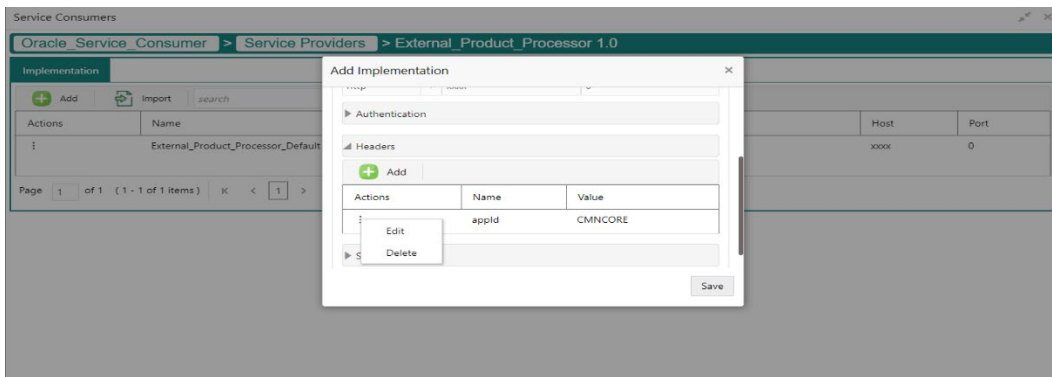 Service Consumers
Oracle_Service_Consumer > Service Providers > External_Product_Processor 1.0
Implementation
Add Import search
Actions Name Host Port
External_Product_Processor_Default xxxx 0
Page 1 of 1 (1 - 1 of 1 items) K < 1 >
Add Implementation
Authentication
Headers
Add
Actions Name Value
appId CMNCORE
Edit
Delete
S
Save